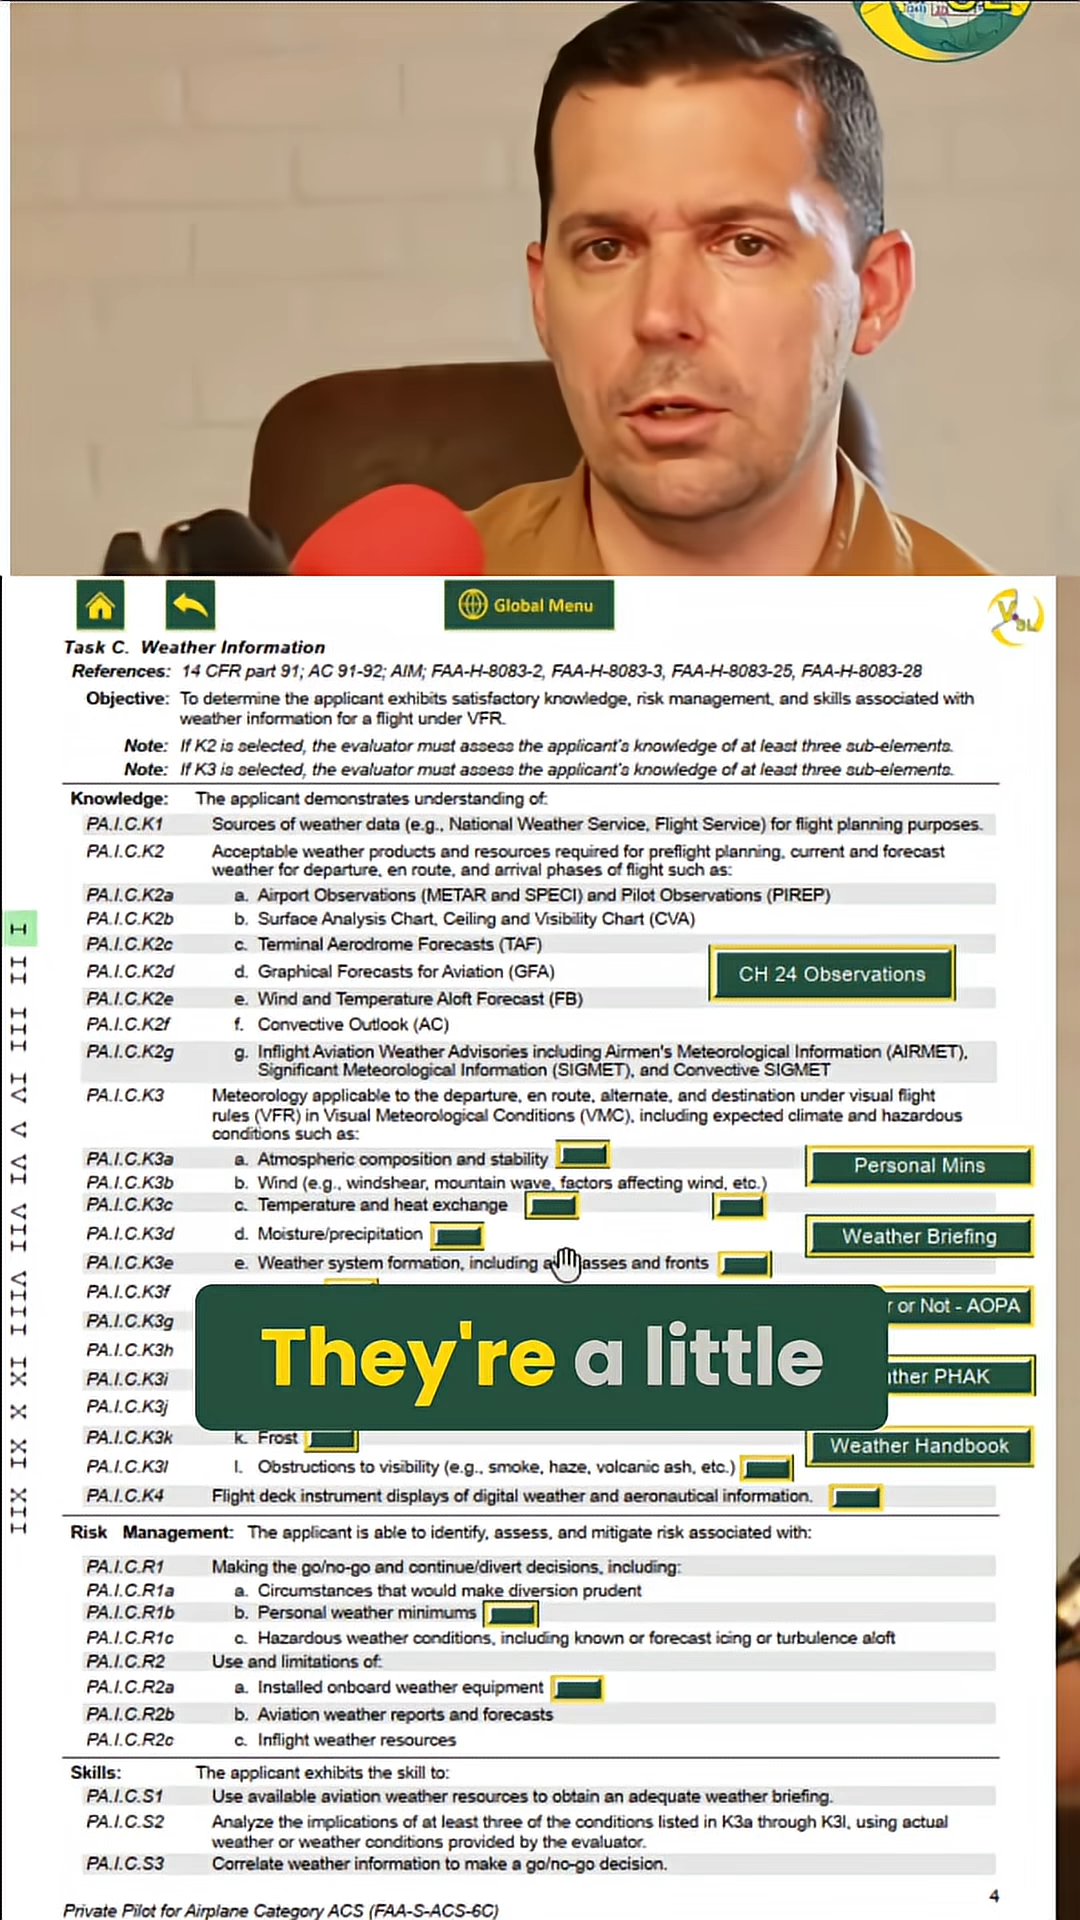 Global Menu
Task C. Weather Information
References: 14 CFR part 91; AC 91-92; AIM; FAA-H-8083-2, FAA-H-8083-3, FAA-H-8083-25, FAA-H-8083-28
Objective: To determine the applicant exhibits satisfactory knowledge, risk management, and skills associated with
weather information for a flight under VFR.
Note: If K2 is selected, the evaluator must assess the applicant's knowledge of at least three sub-elements.
Note: If K3 is selected, the evaluator must assess the applicant's knowledge of at least three sub-elements.
Knowledge: The applicant demonstrates understanding of:
PA.I.C.K1 Sources of weather data (e.g., National Weather Service, Flight Service) for flight planning purposes.
PA.I.C.K2 Acceptable weather products and resources required for preflight planning, current and forecast
weather for departure, en route, and arrival phases of flight such as:
PA.I.C.K2a a. Airport Observations (METAR and SPECI) and Pilot Observations (PIREP)
PA.I.C.K2b b. Surface Analysis Chart, Ceiling and Visibility Chart (CVA)
PA.I.C.K2c c. Terminal Aerodrome Forecasts (TAF)
PA.I.C.K2d d. Graphical Forecasts for Aviation (GFA)
CH 24 Observations
PA.I.C.K2e e. Wind and Temperature Aloft Forecast (FB)
PA.I.C.K2f f. Convective Outlook (AC)
PA.I.C.K2g g. Inflight Aviation Weather Advisories including Airmen's Meteorological Information (AIRMET),
Significant Meteorological Information (SIGMET), and Convective SIGMET
PA.I.C.K3 Meteorology applicable to the departure, en route, alternate, and destination under visual flight
rules (VFR) in Visual Meteorological Conditions (VMC), including expected climate and hazardous
conditions such as:
PA.I.C.K3a a. Atmospheric composition and stability
Personal Mins
PA.I.C.K3b b. Wind (e.g., windshear, mountain wave, factors affecting wind, etc.)
PA.I.C.K3c c. Temperature and heat exchange
PA.I.C.K3d d. Moisture/precipitation
Weather Briefing
PA.I.C.K3e e. Weather system formation, including and fronts
PA.I.C.K3f
r or Not - AOPA
PA.I.C.K3g
They're a little
PA.I.C.K3h
PA.I.C.K3i
ther PHAK
PA.I.C.K3j
PA.I.C.K3k k. Frost
Weather Handbook
PA.I.C.K3l l. Obstructions to visibility (e.g., smoke, haze, volcanic ash, etc.)
PA.I.C.K4 Flight deck instrument displays of digital weather and aeronautical information.
Risk Management: The applicant is able to identify, assess, and mitigate risk associated with:
PA.I.C.R1 Making the go/no-go and continue/divert decisions, including:
PA.I.C.R1a a. Circumstances that would make diversion prudent
PA.I.C.R1b b. Personal weather minimums
PA.I.C.R1c c. Hazardous weather conditions, including known or forecast icing or turbulence aloft
PA.I.C.R2 Use and limitations of:
PA.I.C.R2a a. Installed onboard weather equipment
PA.I.C.R2b b. Aviation weather reports and forecasts
PA.I.C.R2c c. Inflight weather resources
Skills: The applicant exhibits the skill to:
PA.I.C.S1 Use available aviation weather resources to obtain an adequate weather briefing.
PA.I.C.S2 Analyze the implications of at least three of the conditions listed in K3a through K3l, using actual
weather or weather conditions provided by the evaluator.
PA.I.C.S3 Correlate weather information to make a go/no-go decision.
4
Private Pilot for Airplane Category ACS (FAA-S-ACS-6C)
I
II
III
IV
V
VI
VII
VIII
IX
X
XI
XII